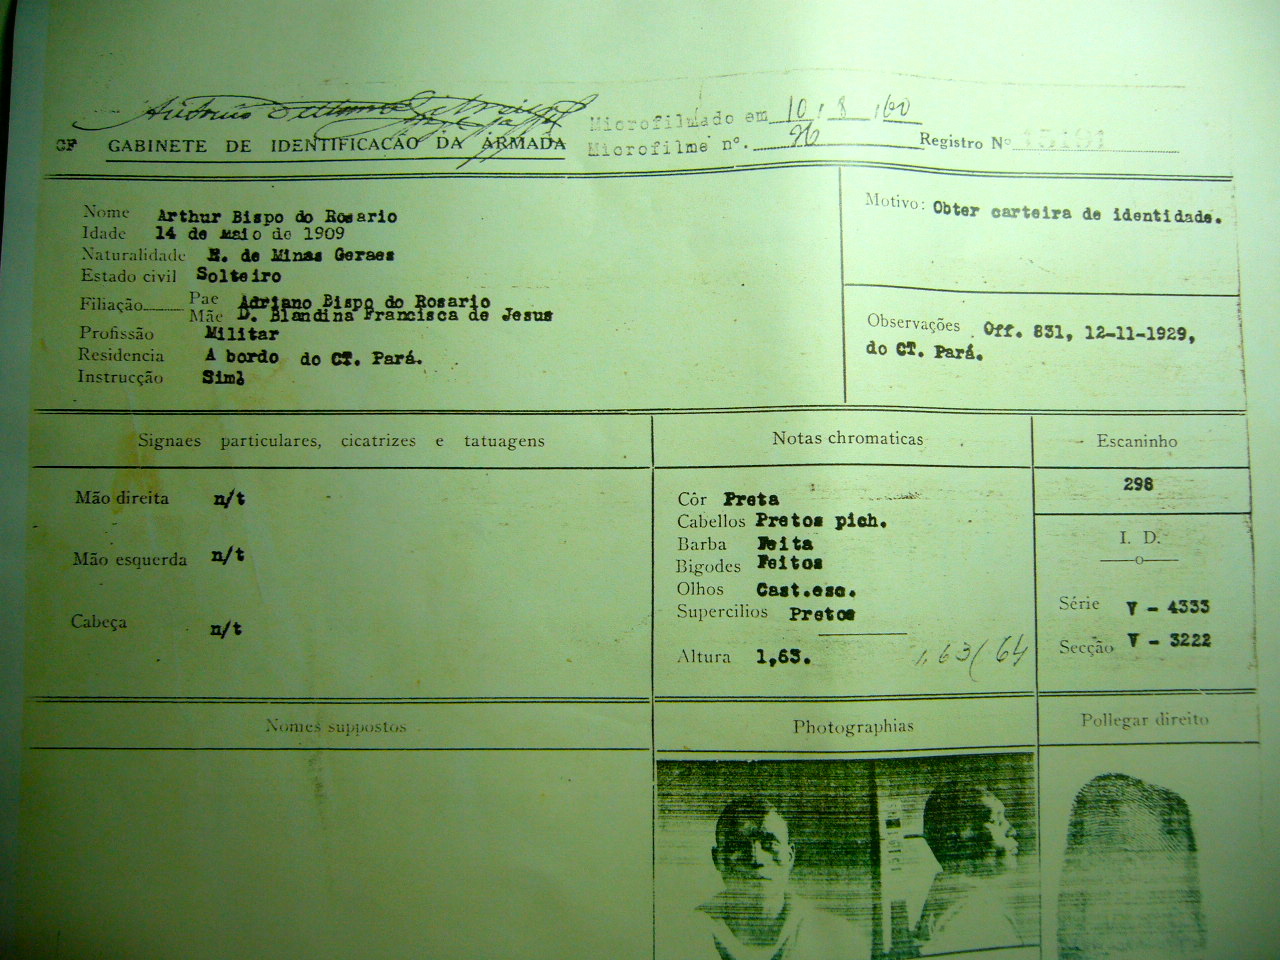 Microfilmado em 10, 8, 60
GF GABINETE DE IDENTIFICAÇÃO DA ARMADA
Microfilme nº. 26
Registro Nº 15191
Nome Arthur Bispo do Rosario
Idade 14 de Maio de 1909
Naturalidade E. de Minas Geraes
Estado civil Solteiro
Filiação Pae Adriano Bispo do Rosario
Mãe D. Blandina Francisca de Jesus
Profissão Militar
Residencia A bordo do CT. Pará.
Instrucção Sim
Motivo: Obter carteira de identidade.
Observações Off. 831, 12-11-1929,
do CT. Pará.
Signaes particulares, cicatrizes e tatuagens
Mão direita n/t
Mão esquerda n/t
Cabeça n/t
Notas chromaticas
Côr Preta
Cabellos Pretos pich.
Barba Feita
Bigodes Feitos
Olhos Cast.esc.
Supercilios Pretos
Altura 1,63. 1,63(64
Escaninho
298
I. D.
Série V - 4333
Secção V - 3222
Nomes suppostos
Photographias
Pollegar direito